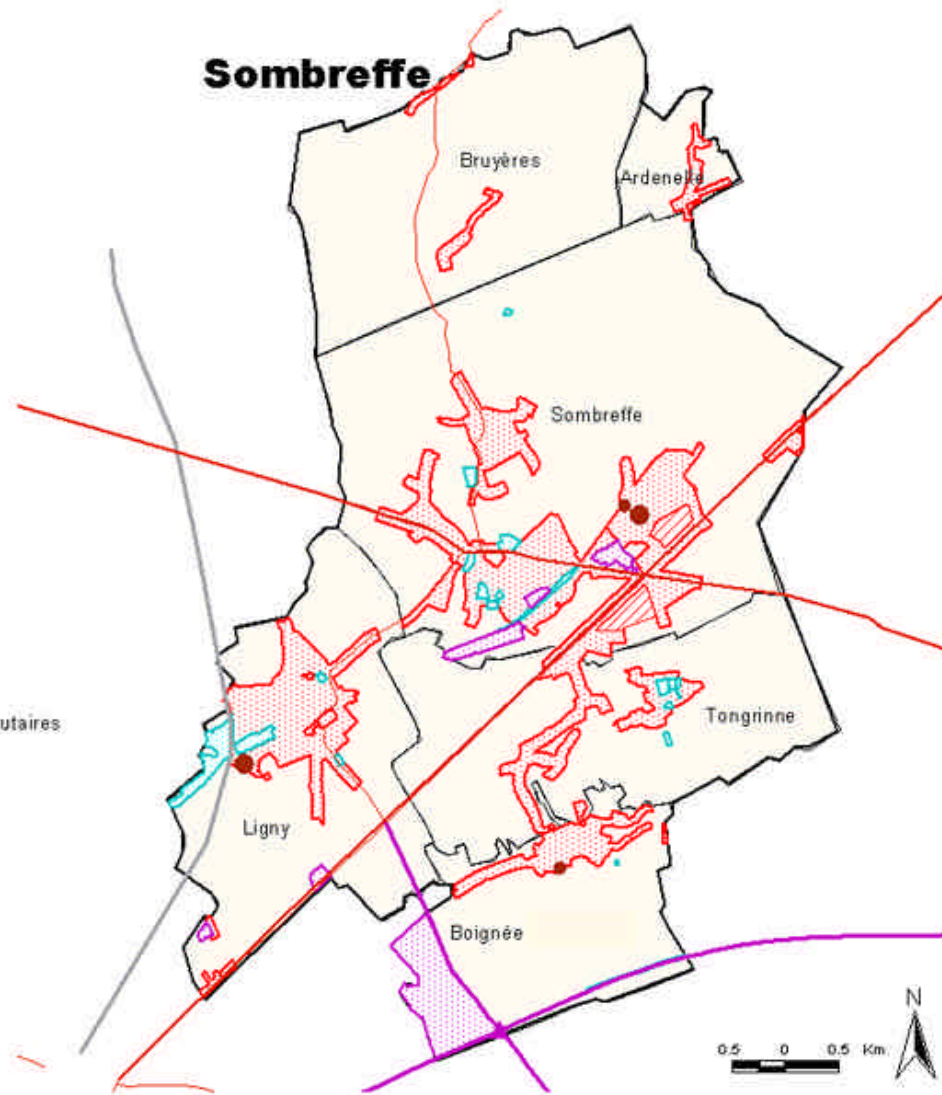 Sombreffe
Bruyères
Ardenelle
Sombreffe
utaires
Tongrinne
Ligny
Boignée
N
0.5 0 0.5 Km